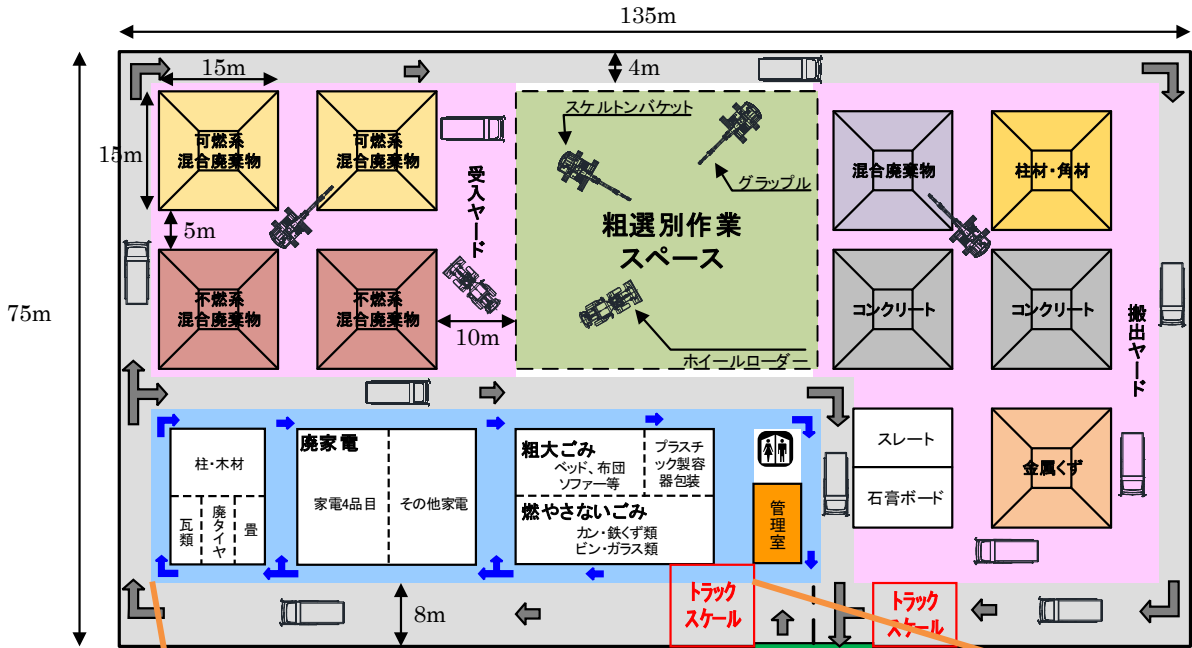 135m
15m
4m
スケルトンバケット
可燃系
混合廃棄物
可燃系
混合廃棄物
15m
受入ヤード
グラップル
混合廃棄物
柱材・角材
粗選別作業
スペース
5m
不燃系
混合廃棄物
不燃系
混合廃棄物
コンクリート
コンクリート
搬出ヤード
75m
10m
ホイールローダー
柱・木材
瓦類
廃タイヤ
畳
廃家電
家電4品目
その他家電
粗大ごみ
ベッド、布団
ソファー等
プラスチ
ック製容
器包装
燃やさないごみ
カン・鉄くず類
ビン・ガラス類
管理室
スレート
石膏ボード
金属くず
8m
トラック
スケール
トラック
スケール